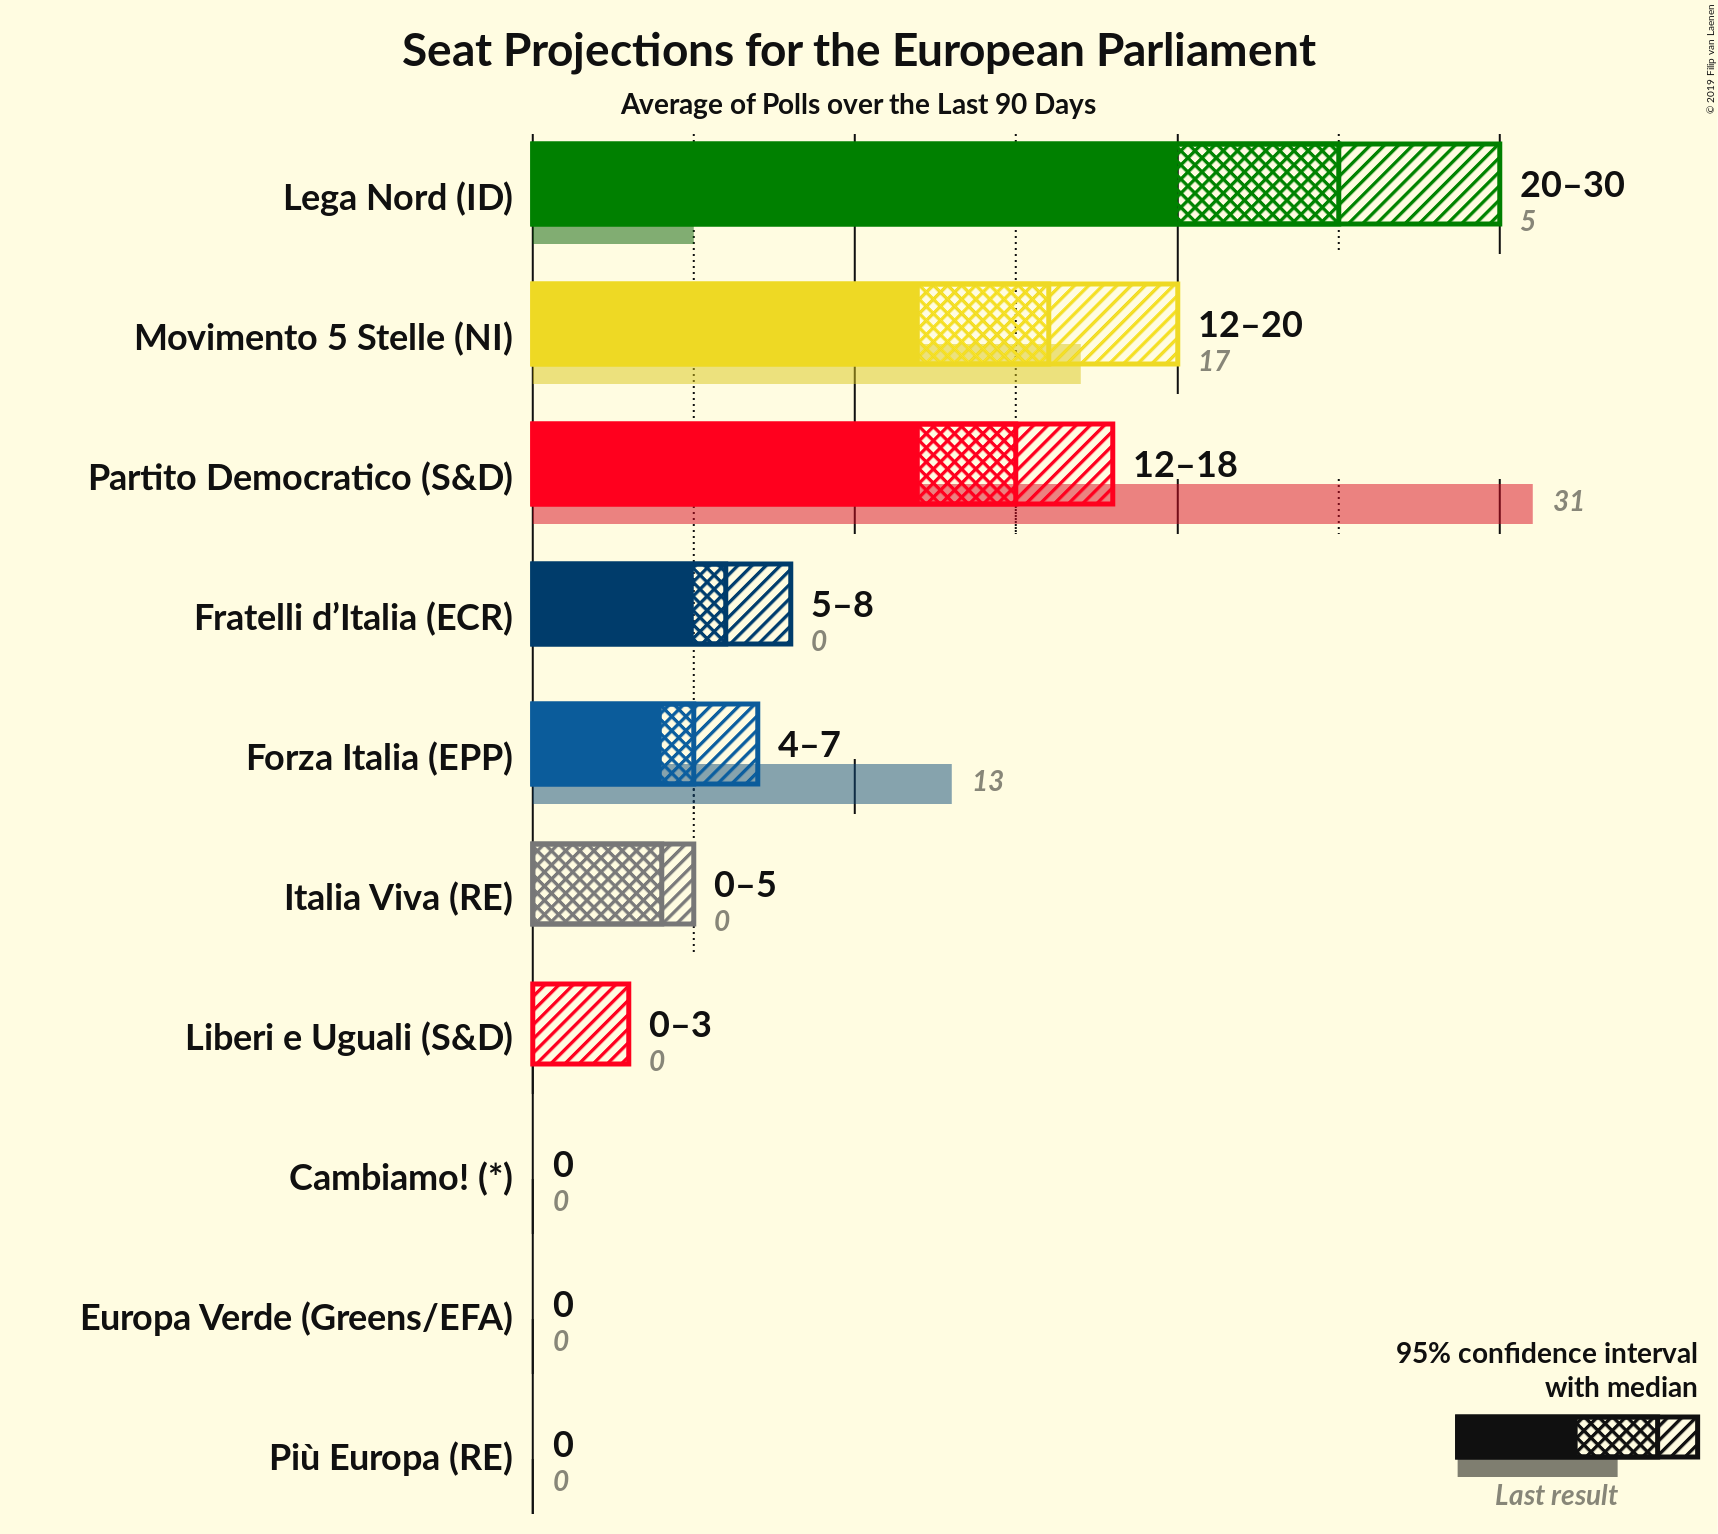 Seat Projections for the European Parliament
Average of Polls over the Last 90 Days
© 2019 Filip van Laenen
Lega Nord (ID)
20–30
5
Movimento 5 Stelle (NI)
12–20
17
Partito Democratico (S&D)
12–18
31
Fratelli d’Italia (ECR)
5–8
0
Forza Italia (EPP)
4–7
13
Italia Viva (RE)
0–5
0
Liberi e Uguali (S&D)
0–3
0
Cambiamo! (*)
0
0
Europa Verde (Greens/EFA)
0
0
Più Europa (RE)
0
0
95% confidence interval
with median
Last result